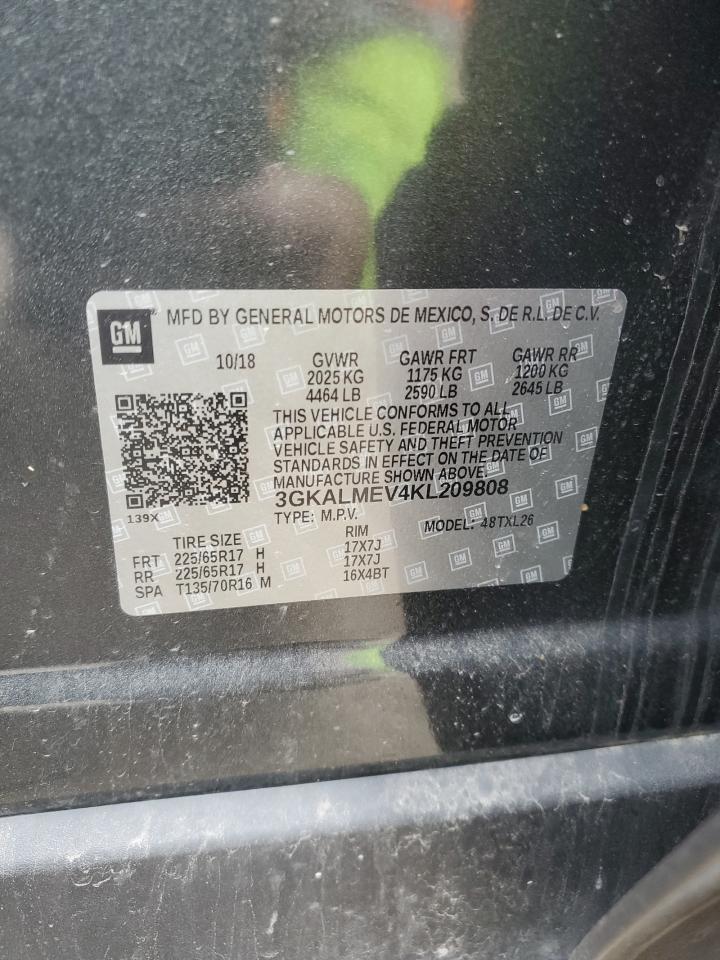 GM MFD BY GENERAL MOTORS DE MEXICO, S. DE R.L. DE C.V.
10/18 GVWR GAWR FRT GAWR RR
2025 KG 1175 KG 1200 KG
4464 LB 2590 LB 2645 LB
THIS VEHICLE CONFORMS TO ALL
APPLICABLE U.S. FEDERAL MOTOR
VEHICLE SAFETY AND THEFT PREVENTION
STANDARDS IN EFFECT ON THE DATE OF
MANUFACTURE SHOWN ABOVE.
3GKALMEV4KL209808
139X TYPE: M.P.V. MODEL: 48TXL26
TIRE SIZE RIM
FRT 225/65R17 H 17X7J
RR 225/65R17 H 17X7J
SPA T135/70R16 M 16X4BT